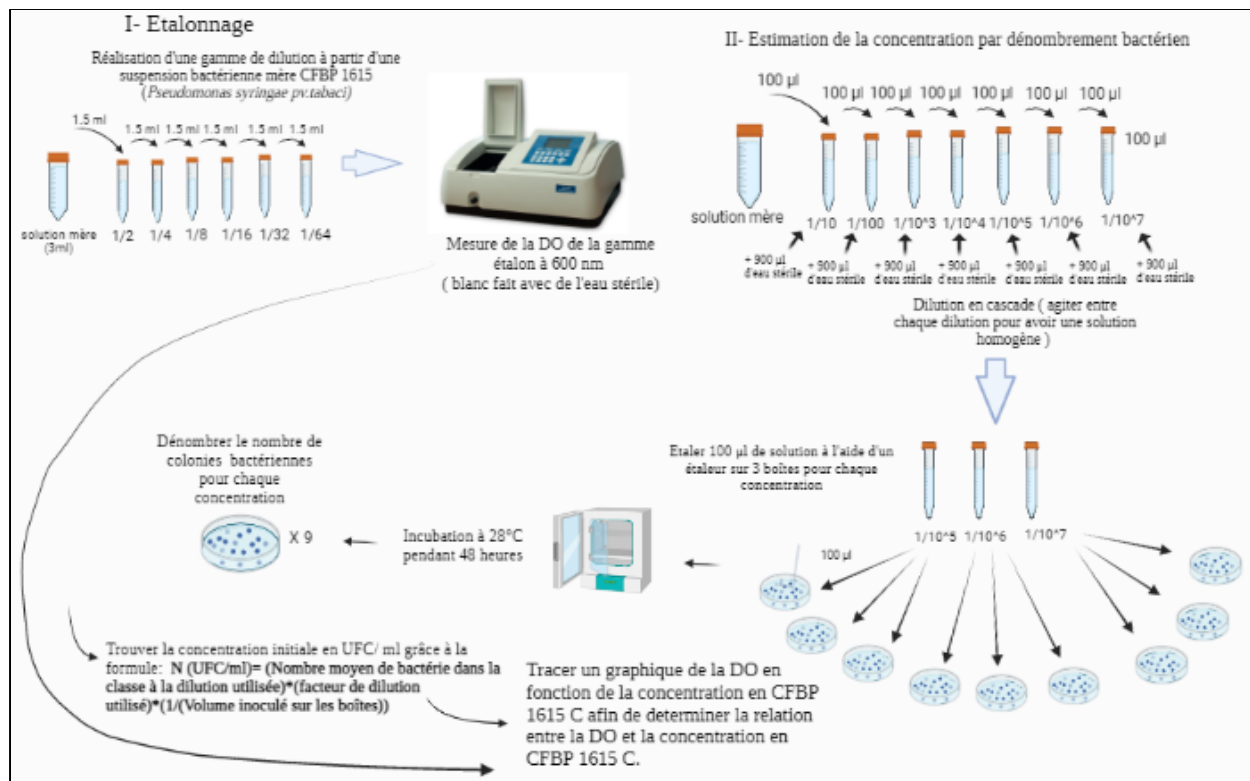 I- Etalonnage
Réalisation d'une gamme de dilution à partir d'une
suspension bactérienne mère CFBP 1615
(Pseudomonas syringae pv.tabaci)
1.5 ml
1.5 ml 1.5 ml 1.5 ml 1.5 ml 1.5 ml
solution mère
(3ml)
1/2 1/4 1/8 1/16 1/32 1/64
Mesure de la DO de la gamme
étalon à 600 nm
( blanc fait avec de l'eau stérile)
II- Estimation de la concentration par dénombrement bactérien
100 µl
100 µl 100 µl 100 µl 100 µl 100 µl 100 µl
100 µl
solution mère
1/10 1/100 1/10^3 1/10^4 1/10^5 1/10^6 1/10^7
+ 900 µl
d'eau stérile
+ 900 µl
d'eau stérile
+ 900 µl
d'eau stérile
+ 900 µl
d'eau stérile
+ 900 µl
d'eau stérile
+ 900 µl
d'eau stérile
+ 900 µl
d'eau stérile
Dilution en cascade ( agiter entre
chaque dilution pour avoir une solution
homogène )
Etaler 100 µl de solution à l'aide d'un
étaleur sur 3 boîtes pour chaque
concentration
1/10^5 1/10^6 1/10^7
100 µl
Incubation à 28°C
pendant 48 heures
Dénombrer le nombre de
colonies bactériennes
pour chaque
concentration
X 9
Trouver la concentration initiale en UFC/ ml grâce à la
formule: N (UFC/ml)= (Nombre moyen de bactérie dans la
classe à la dilution utilisée)*(facteur de dilution
utilisé)*(1/(Volume inoculé sur les boîtes))
Tracer un graphique de la DO en
fonction de la concentration en CFBP
1615 C afin de determiner la relation
entre la DO et la concentration en
CFBP 1615 C.